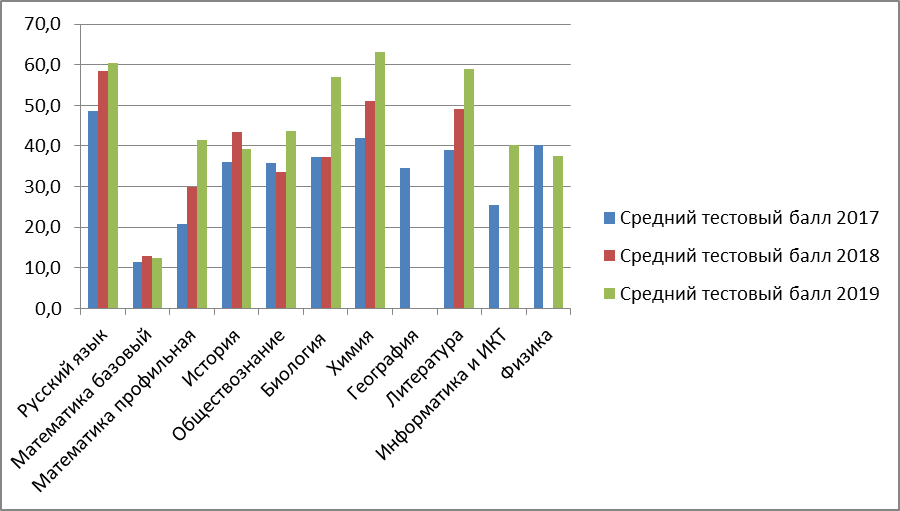 70,0
60,0
50,0
40,0
30,0
20,0
10,0
0,0
Русский язык
Математика базовый
Математика профильная
История
Обществознание
Биология
Химия
География
Литература
Информатика и ИКТ
Физика
Средний тестовый балл 2017
Средний тестовый балл 2018
Средний тестовый балл 2019